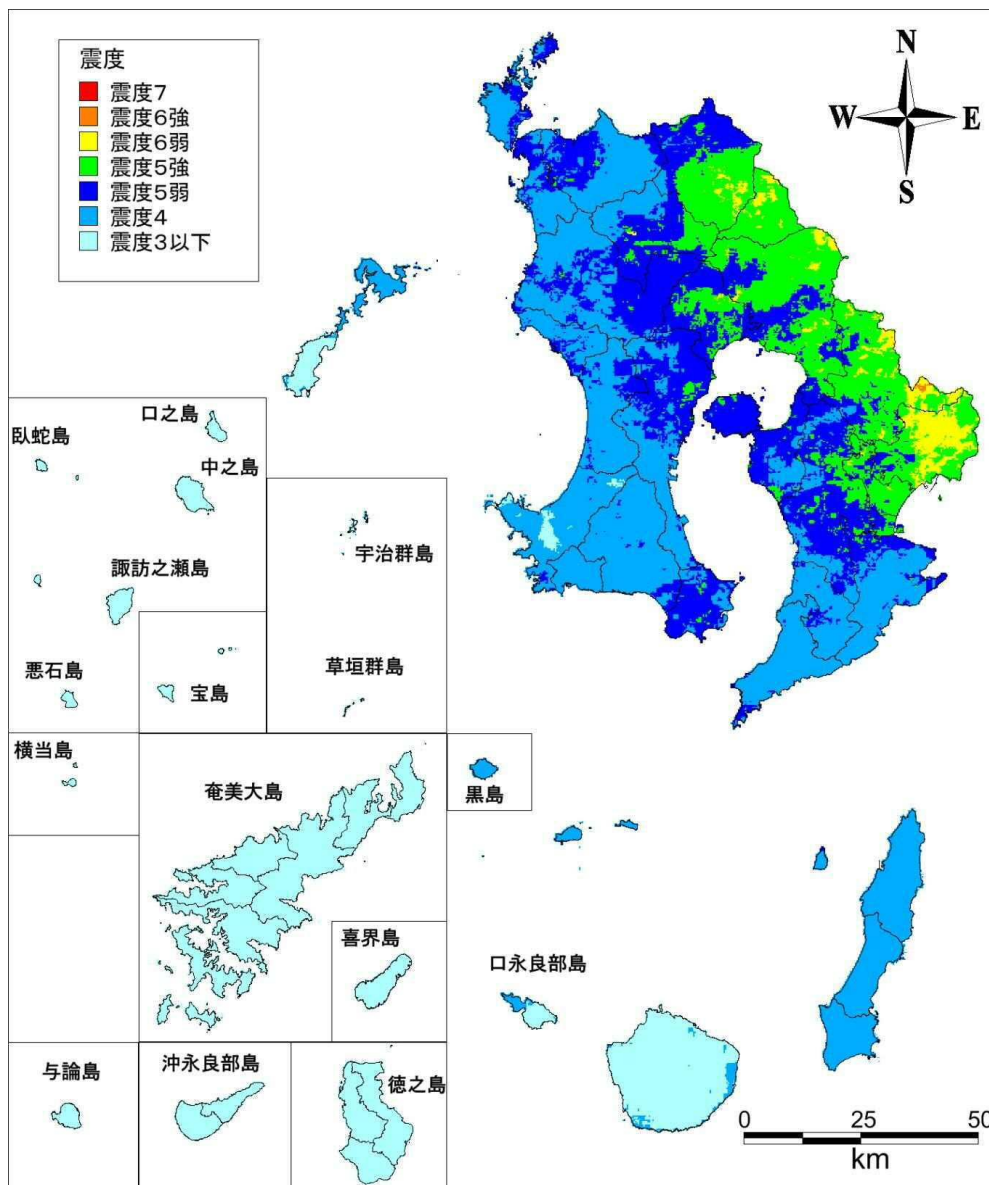 震度
震度7
震度6強
震度6弱
震度5強
震度5弱
震度4
震度3以下
N
W
E
S
口之島
臥蛇島
中之島
諏訪之瀬島
宇治群島
悪石島
宝島
草垣群島
横当島
奄美大島
黒島
喜界島
口永良部島
与論島
沖永良部島
徳之島
0 25 50
km